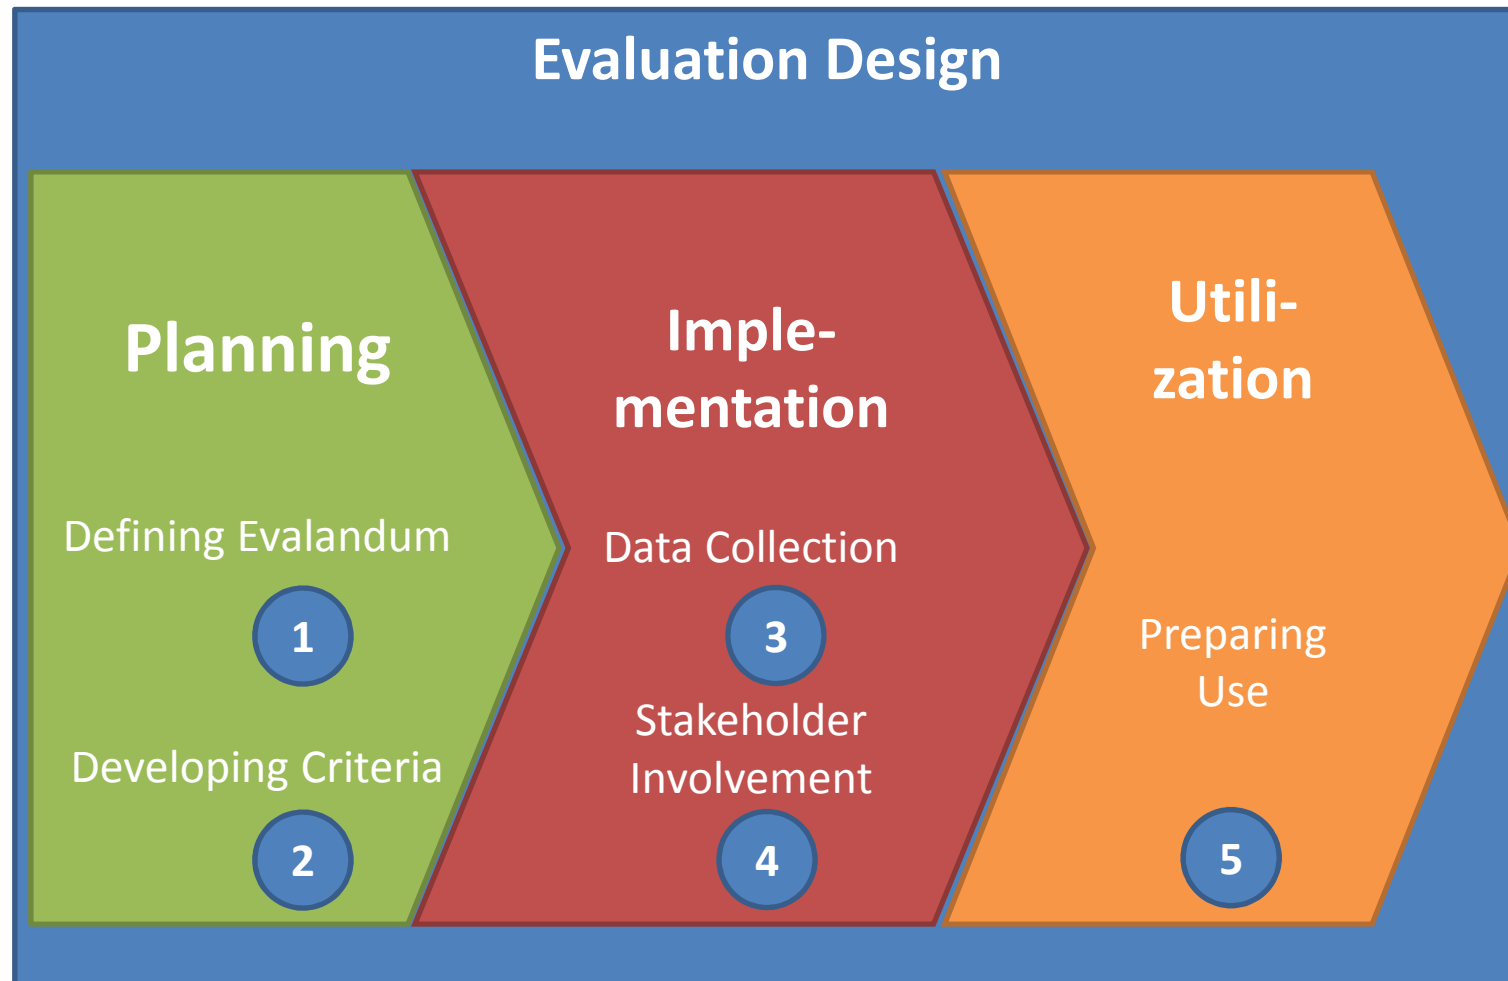 Evaluation Design
Planning
Defining Evalandum
1
Developing Criteria
2
Imple-
mentation
Data Collection
3
Stakeholder
Involvement
4
Utili-
zation
Preparing
Use
5